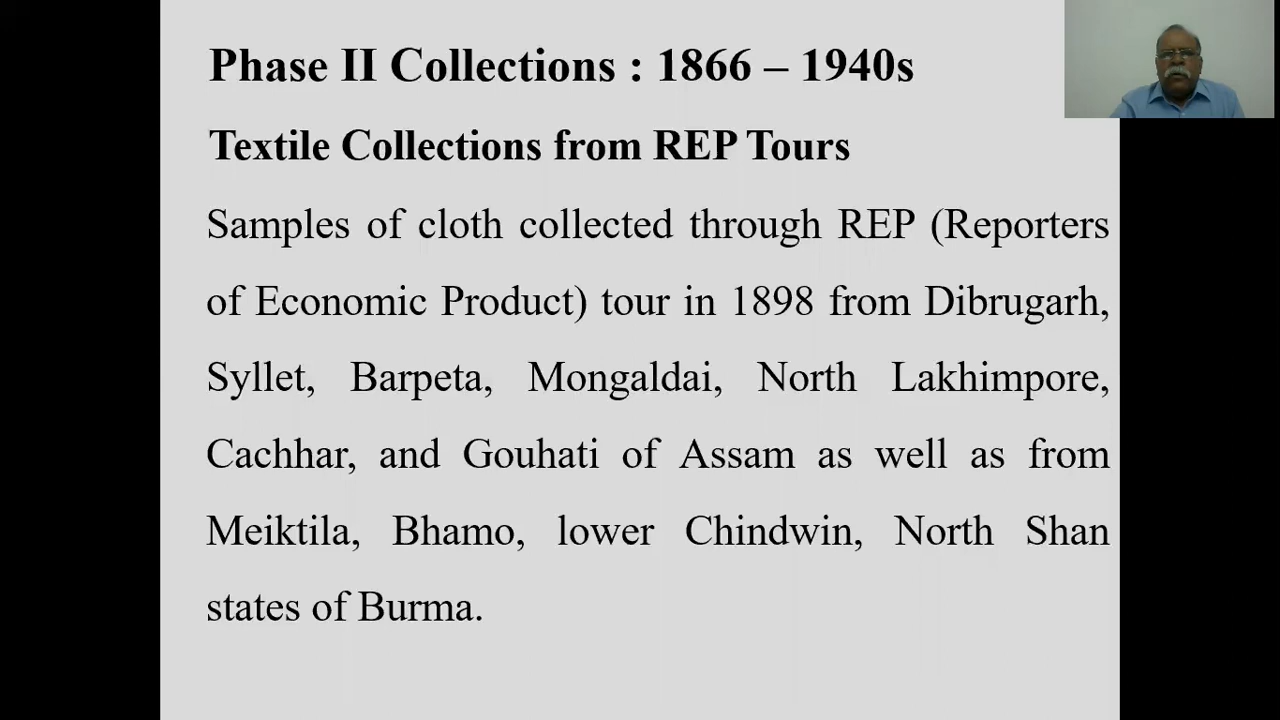 Phase II Collections : 1866 – 1940s
Textile Collections from REP Tours
Samples of cloth collected through REP (Reporters
of Economic Product) tour in 1898 from Dibrugarh,
Syllet, Barpeta, Mongaldai, North Lakhimpore,
Cachhar, and Gouhati of Assam as well as from
Meiktila, Bhamo, lower Chindwin, North Shan
states of Burma.